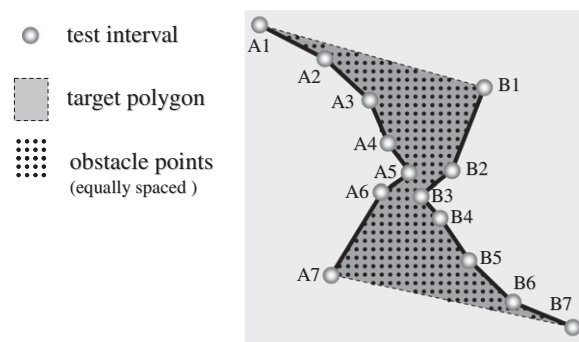 test interval
target polygon
obstacle points
(equally spaced )
A1
A2
A3
A4
A5
A6
A7
B1
B2
B3
B4
B5
B6
B7